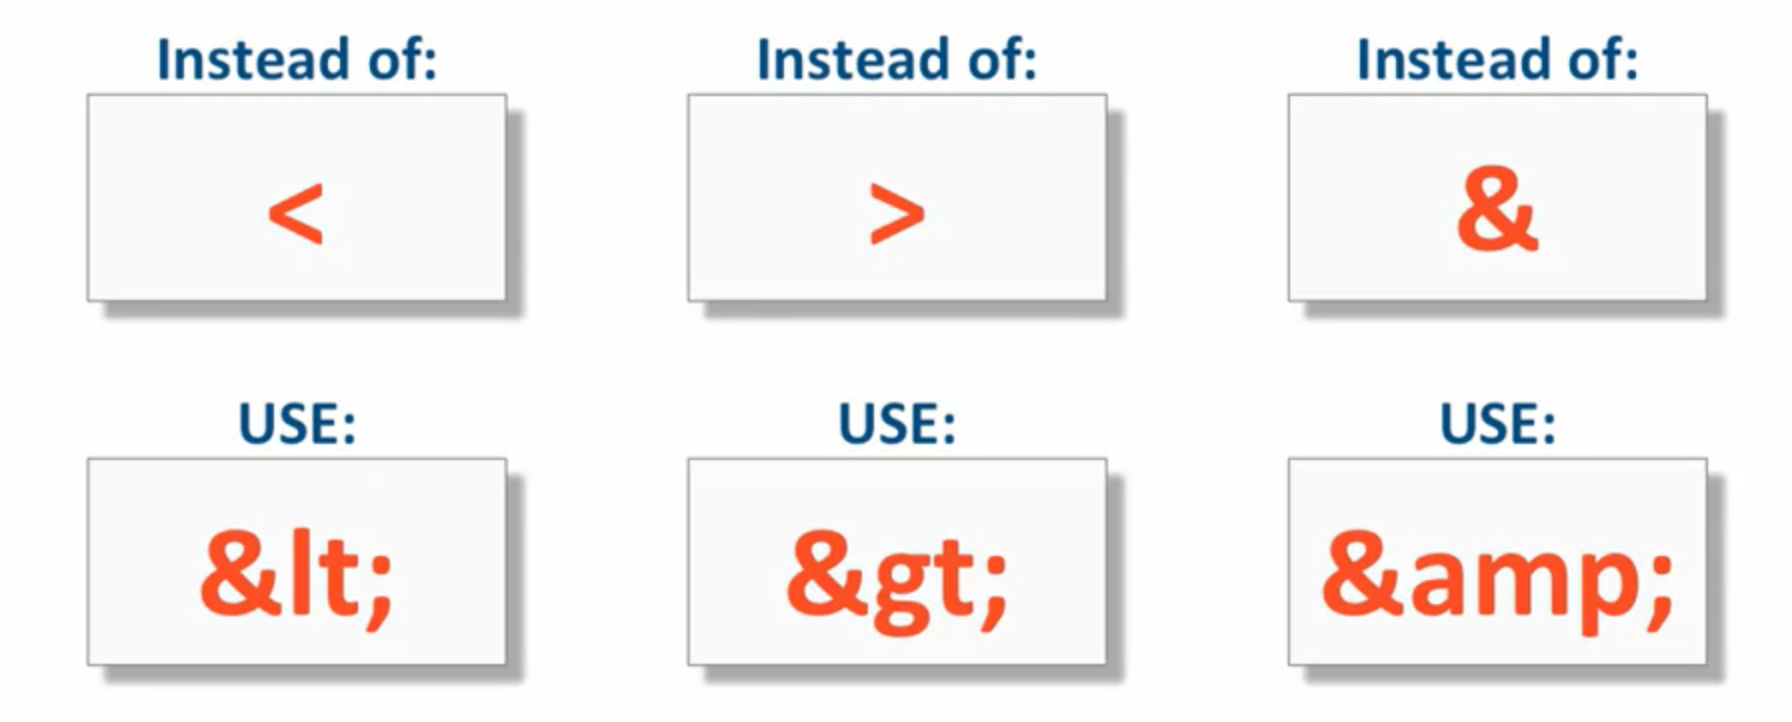 Instead of: Instead of: Instead of:
< > &
USE: USE: USE:
&lt; &gt; &amp;